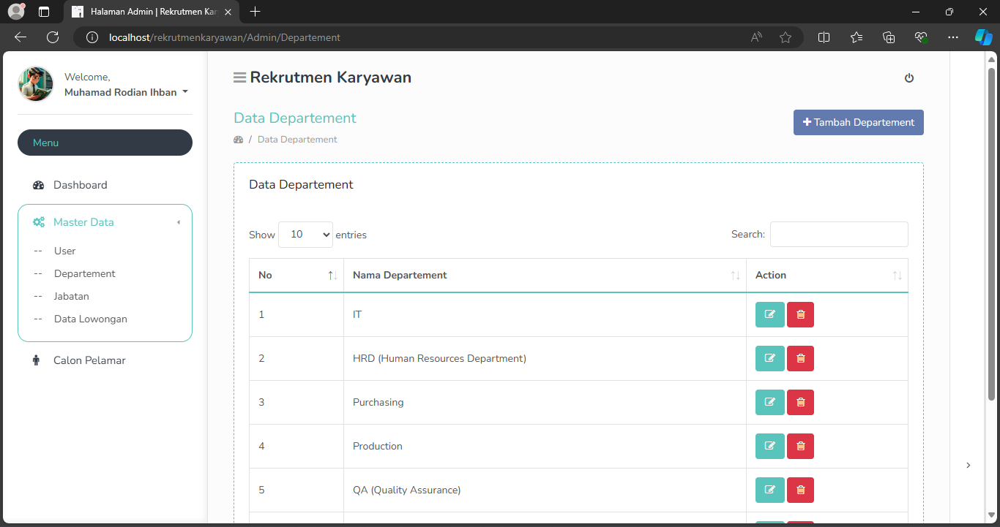 Halaman Admin | Rekrutmen Kar
localhost/rekrutmenkaryawan/Admin/Departement
Welcome,
Muhamad Rodian Ihban
Menu
Dashboard
Master Data
-- User
-- Departement
-- Jabatan
-- Data Lowongan
Calon Pelamar
Rekrutmen Karyawan
Data Departement
/ Data Departement
Tambah Departement
Data Departement
Show 10 entries
Search:
No Nama Departement Action
1 IT
2 HRD (Human Resources Department)
3 Purchasing
4 Production
5 QA (Quality Assurance)